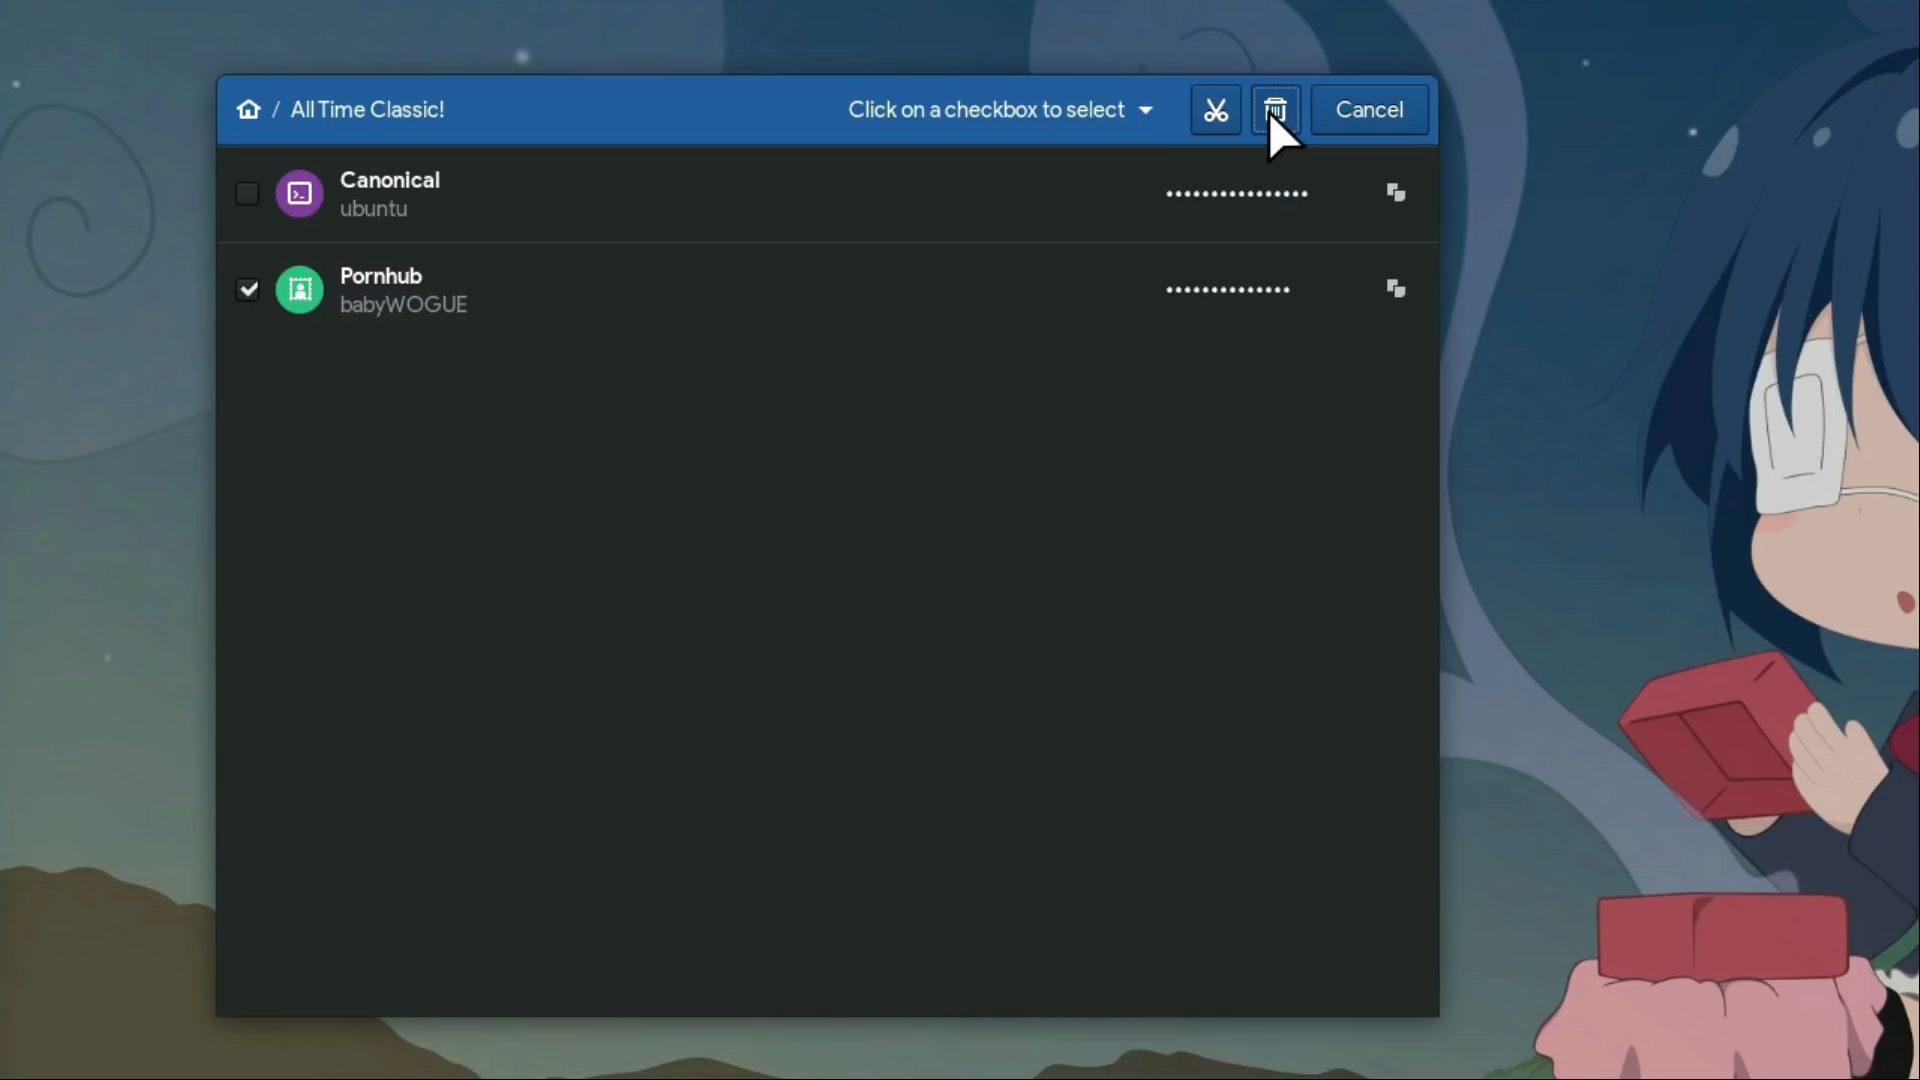 / All Time Classic! Click on a checkbox to select Cancel
Canonical
ubuntu
•••••••••••••••
Pornhub
babyWOGUE
••••••••••••••